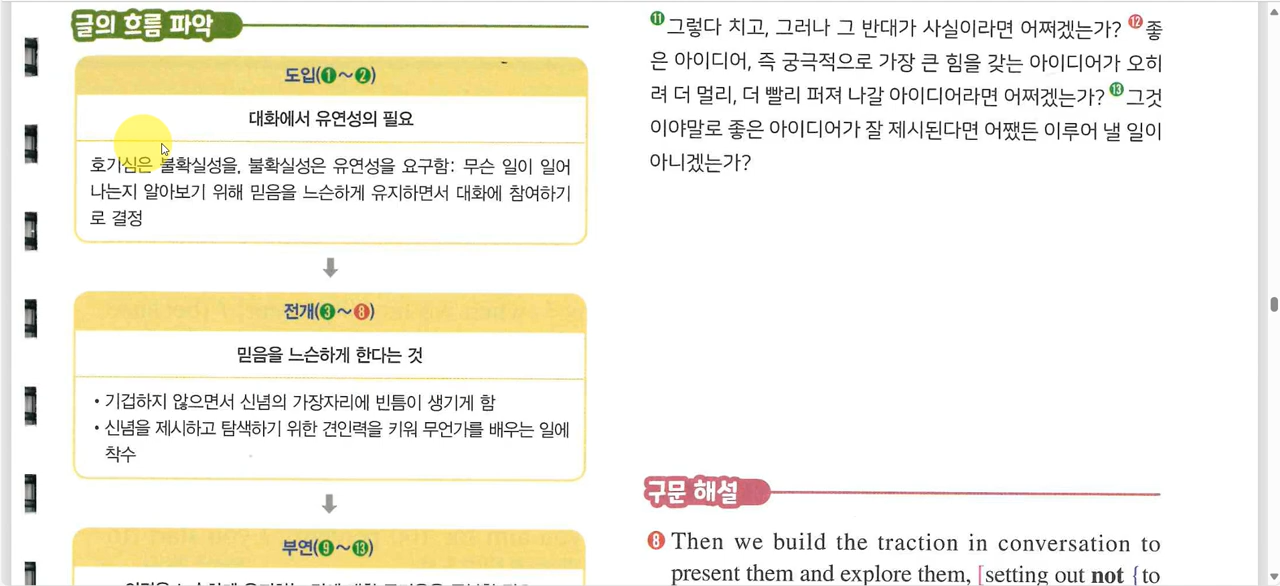 글의 흐름 파악
도입(❶~❷)
대화에서 유연성의 필요
호기심은 불확실성을, 불확실성은 유연성을 요구함: 무슨 일이 일어
나는지 알아보기 위해 믿음을 느슨하게 유지하면서 대화에 참여하기
로 결정
전개(❸~❽)
믿음을 느슨하게 한다는 것
• 기겁하지 않으면서 신념의 가장자리에 빈틈이 생기게 함
• 신념을 제시하고 탐색하기 위한 견인력을 키워 무언가를 배우는 일에
착수
부연(❾~⓭)
⓫그렇다 치고, 그러나 그 반대가 사실이라면 어쩌겠는가? ⓬좋
은 아이디어, 즉 궁극적으로 가장 큰 힘을 갖는 아이디어가 오히
려 더 멀리, 더 빨리 퍼져 나갈 아이디어라면 어쩌겠는가? ⓭그것
이야말로 좋은 아이디어가 잘 제시된다면 어쨌든 이루어 낼 일이
아니겠는가?
구문 해설
❽ Then we build the traction in conversation to
present them and explore them, [setting out not {to